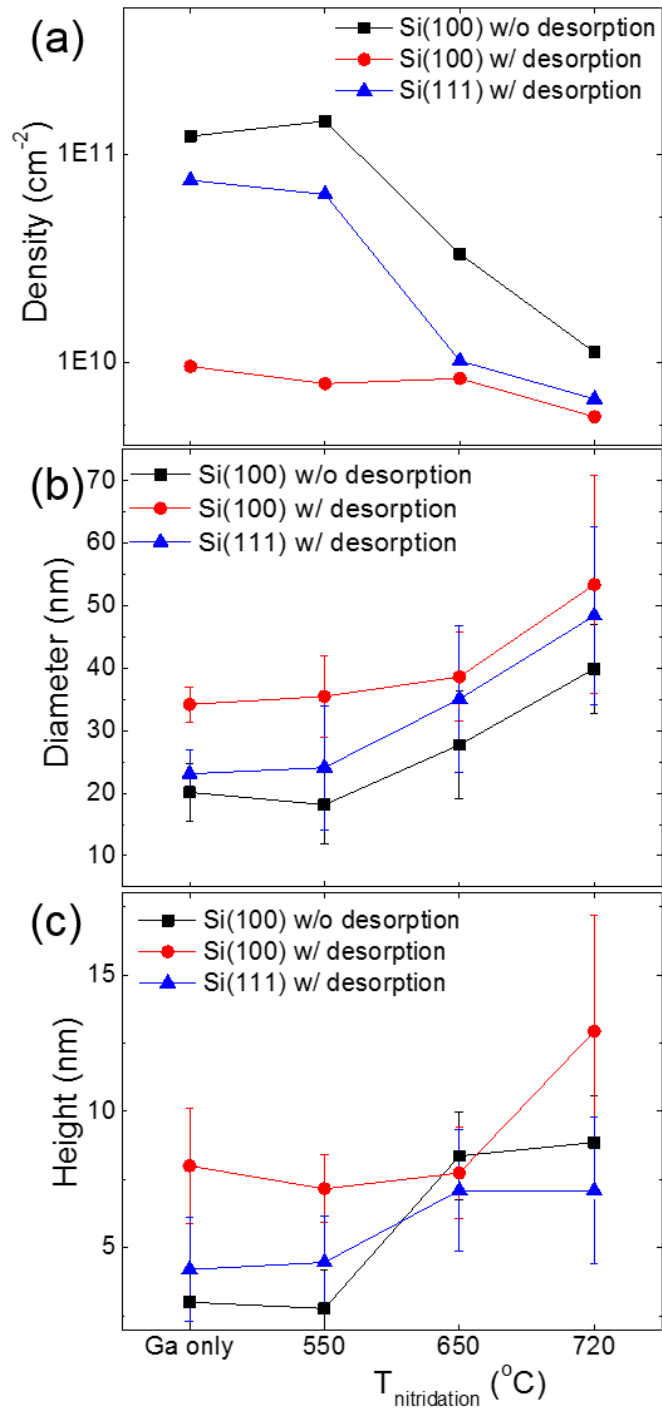 (a)
Si(100) w/o desorption
Si(100) w/ desorption
Si(111) w/ desorption
Density (cm⁻²)
1E11
1E10
(b)
Si(100) w/o desorption
Si(100) w/ desorption
Si(111) w/ desorption
Diameter (nm)
70
60
50
40
30
20
10
(c)
Si(100) w/o desorption
Si(100) w/ desorption
Si(111) w/ desorption
Height (nm)
15
10
5
Ga only 550 650 720
T_nitridation (°C)